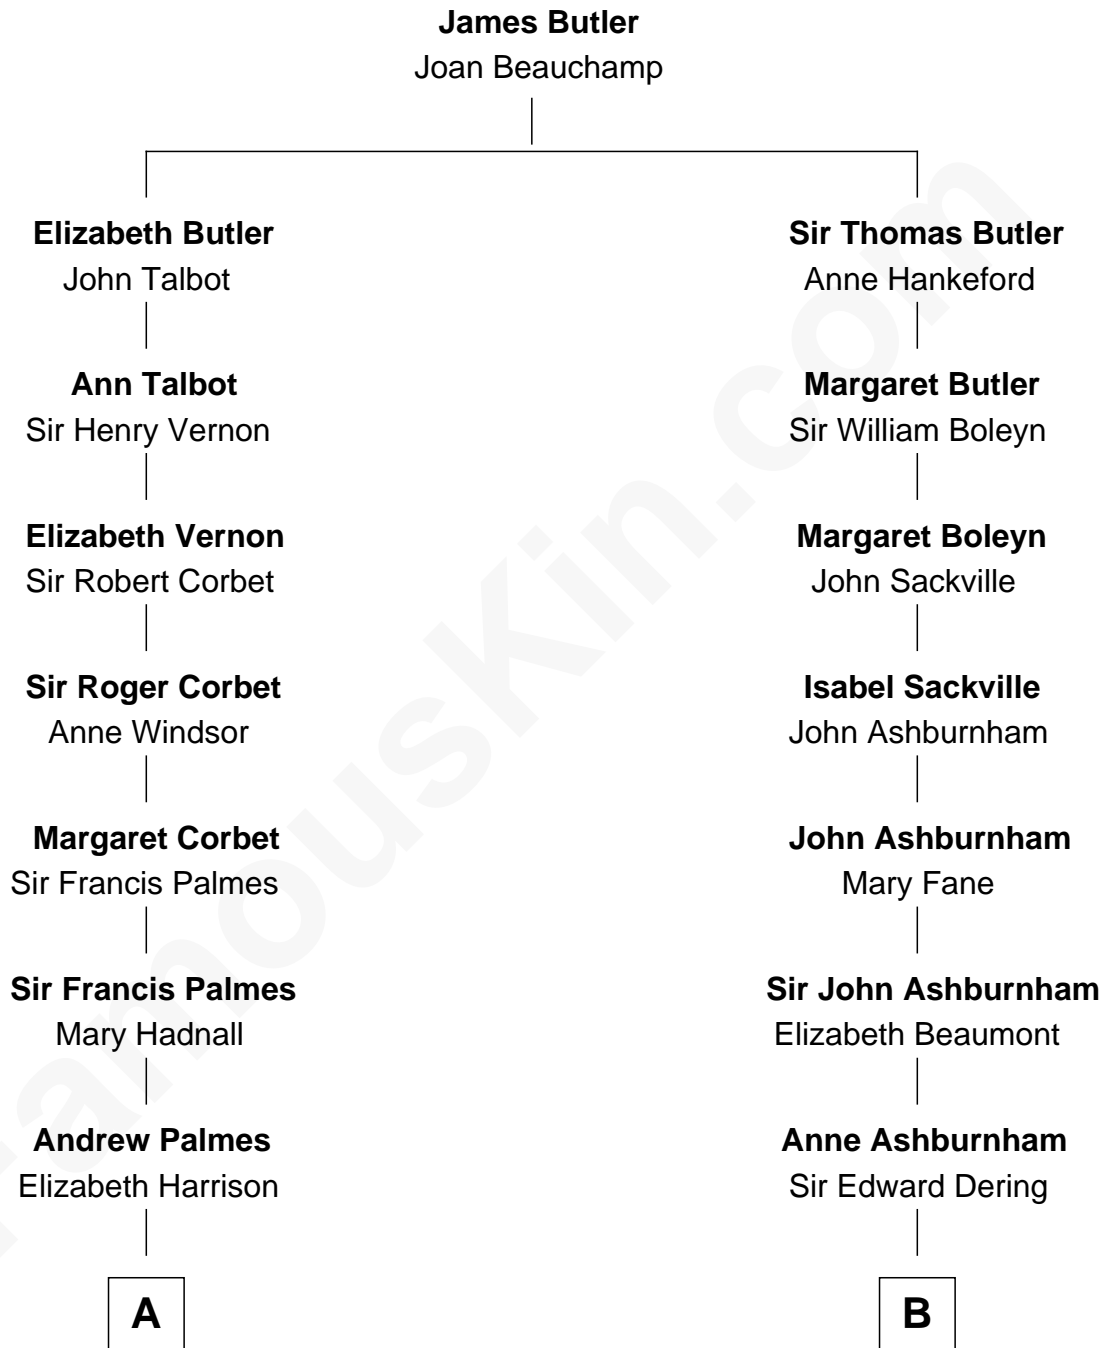 James Butler
Joan Beauchamp
Elizabeth Butler
John Talbot
Sir Thomas Butler
Anne Hankeford
Ann Talbot
Sir Henry Vernon
Margaret Butler
Sir William Boleyn
Elizabeth Vernon
Sir Robert Corbet
Margaret Boleyn
John Sackville
Sir Roger Corbet
Anne Windsor
Isabel Sackville
John Ashburnham
Margaret Corbet
Sir Francis Palmes
John Ashburnham
Mary Fane
Sir Francis Palmes
Mary Hadnall
Sir John Ashburnham
Elizabeth Beaumont
Andrew Palmes
Elizabeth Harrison
Anne Ashburnham
Sir Edward Dering
A
B
FamousKin.com